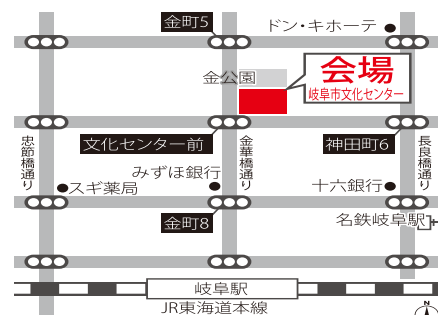 金町5
ドン・キホーテ
金公園
会場
岐阜市文化センター
文化センター前
神田町6
忠節橋通り
金華橋通り
長良橋通り
みずほ銀行
スギ薬局
十六銀行
金町8
名鉄岐阜駅
岐阜駅
JR東海道本線
N